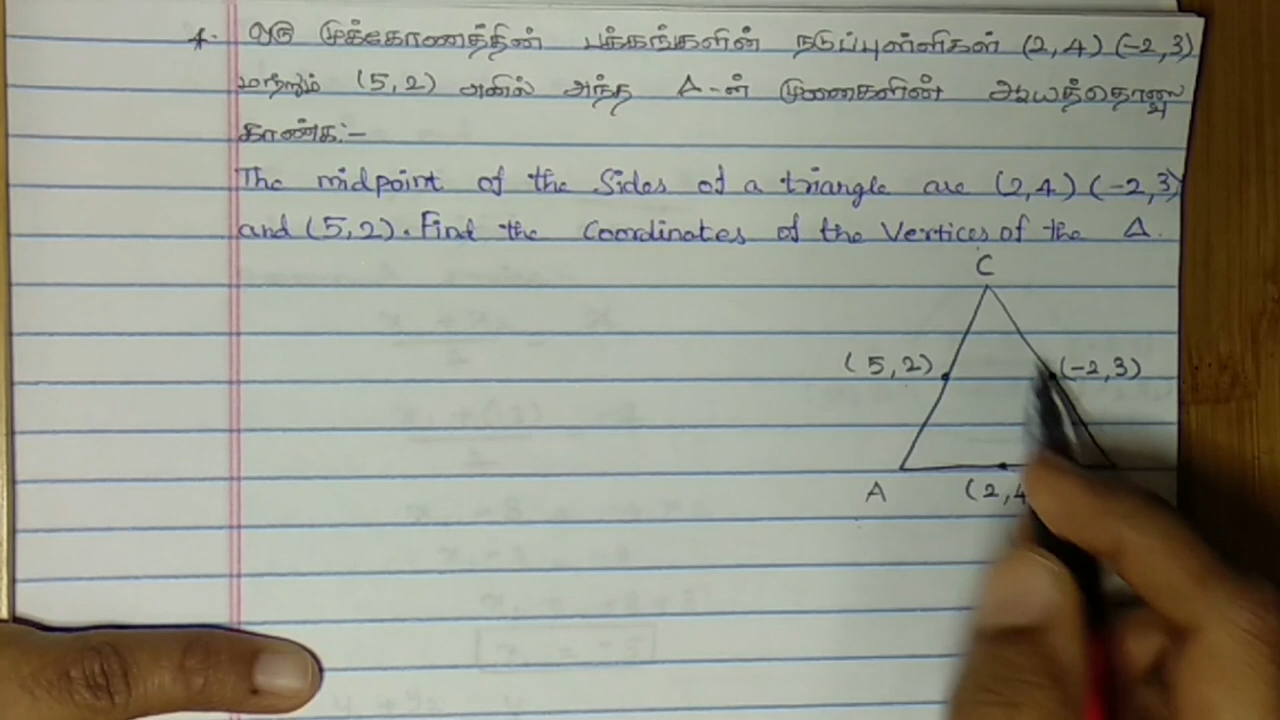 4. ஒரு முக்கோணத்தின் பக்கங்களின் நடுப்புள்ளிகள் (2,4) (-2,3)
மற்றும் (5,2) எனில் அந்த Δ-ன் முனைகளின் ஆயத்தொலை
காண்க:-
The midpoint of the Sides of a triangle are (2,4) (-2,3)
and (5,2). Find the Coordinates of the Vertices of the Δ.
C
(5,2) (-2,3)
A (2,4